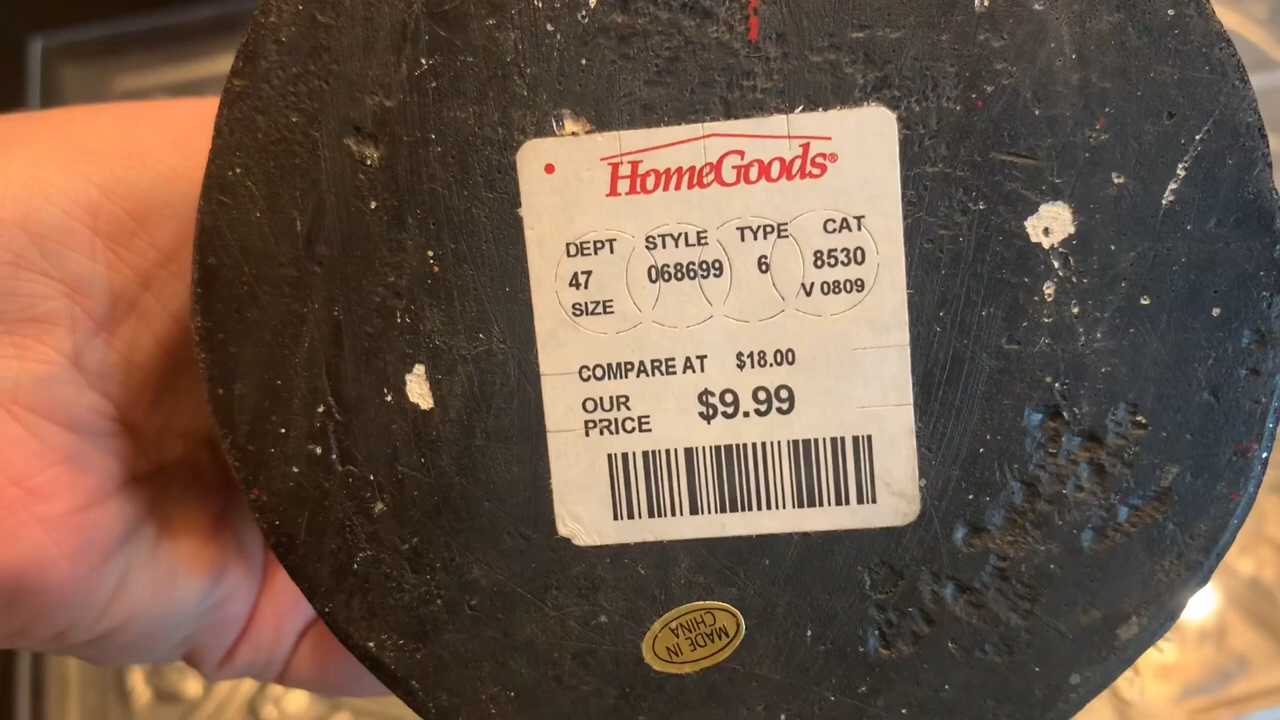 HomeGoods®
DEPT STYLE TYPE CAT
47 068699 6 8530
SIZE V 0809
COMPARE AT $18.00
OUR PRICE $9.99
MADE IN
CHINA